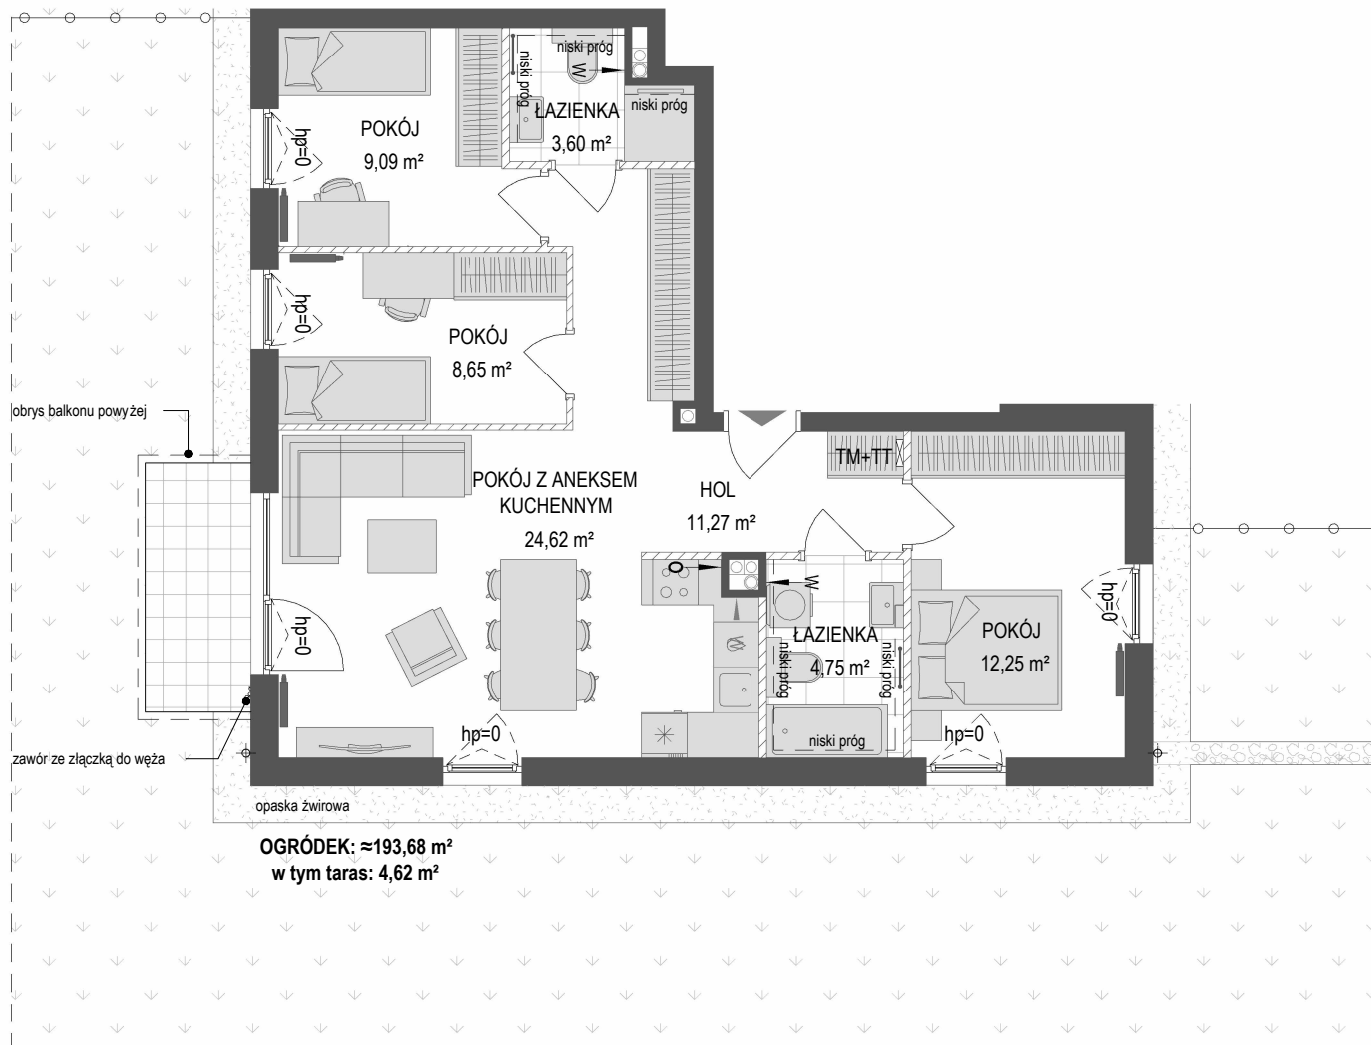 niski próg
niski próg
W
niski próg
ŁAZIENKA
3,60 m²
POKÓJ
9,09 m²
hp=0
hp=0
POKÓJ
8,65 m²
obrys balkonu powyżej
POKÓJ Z ANEKSEM
KUCHENNYM
24,62 m²
HOL
11,27 m²
TM+TT
O
W
hp=0
hp=0
ŁAZIENKA
4,75 m²
niski próg
niski próg
niski próg
POKÓJ
12,25 m²
hp=0
hp=0
zawór ze złączką do węża
opaska żwirowa
OGRÓDEK: ≈193,68 m²
w tym taras: 4,62 m²